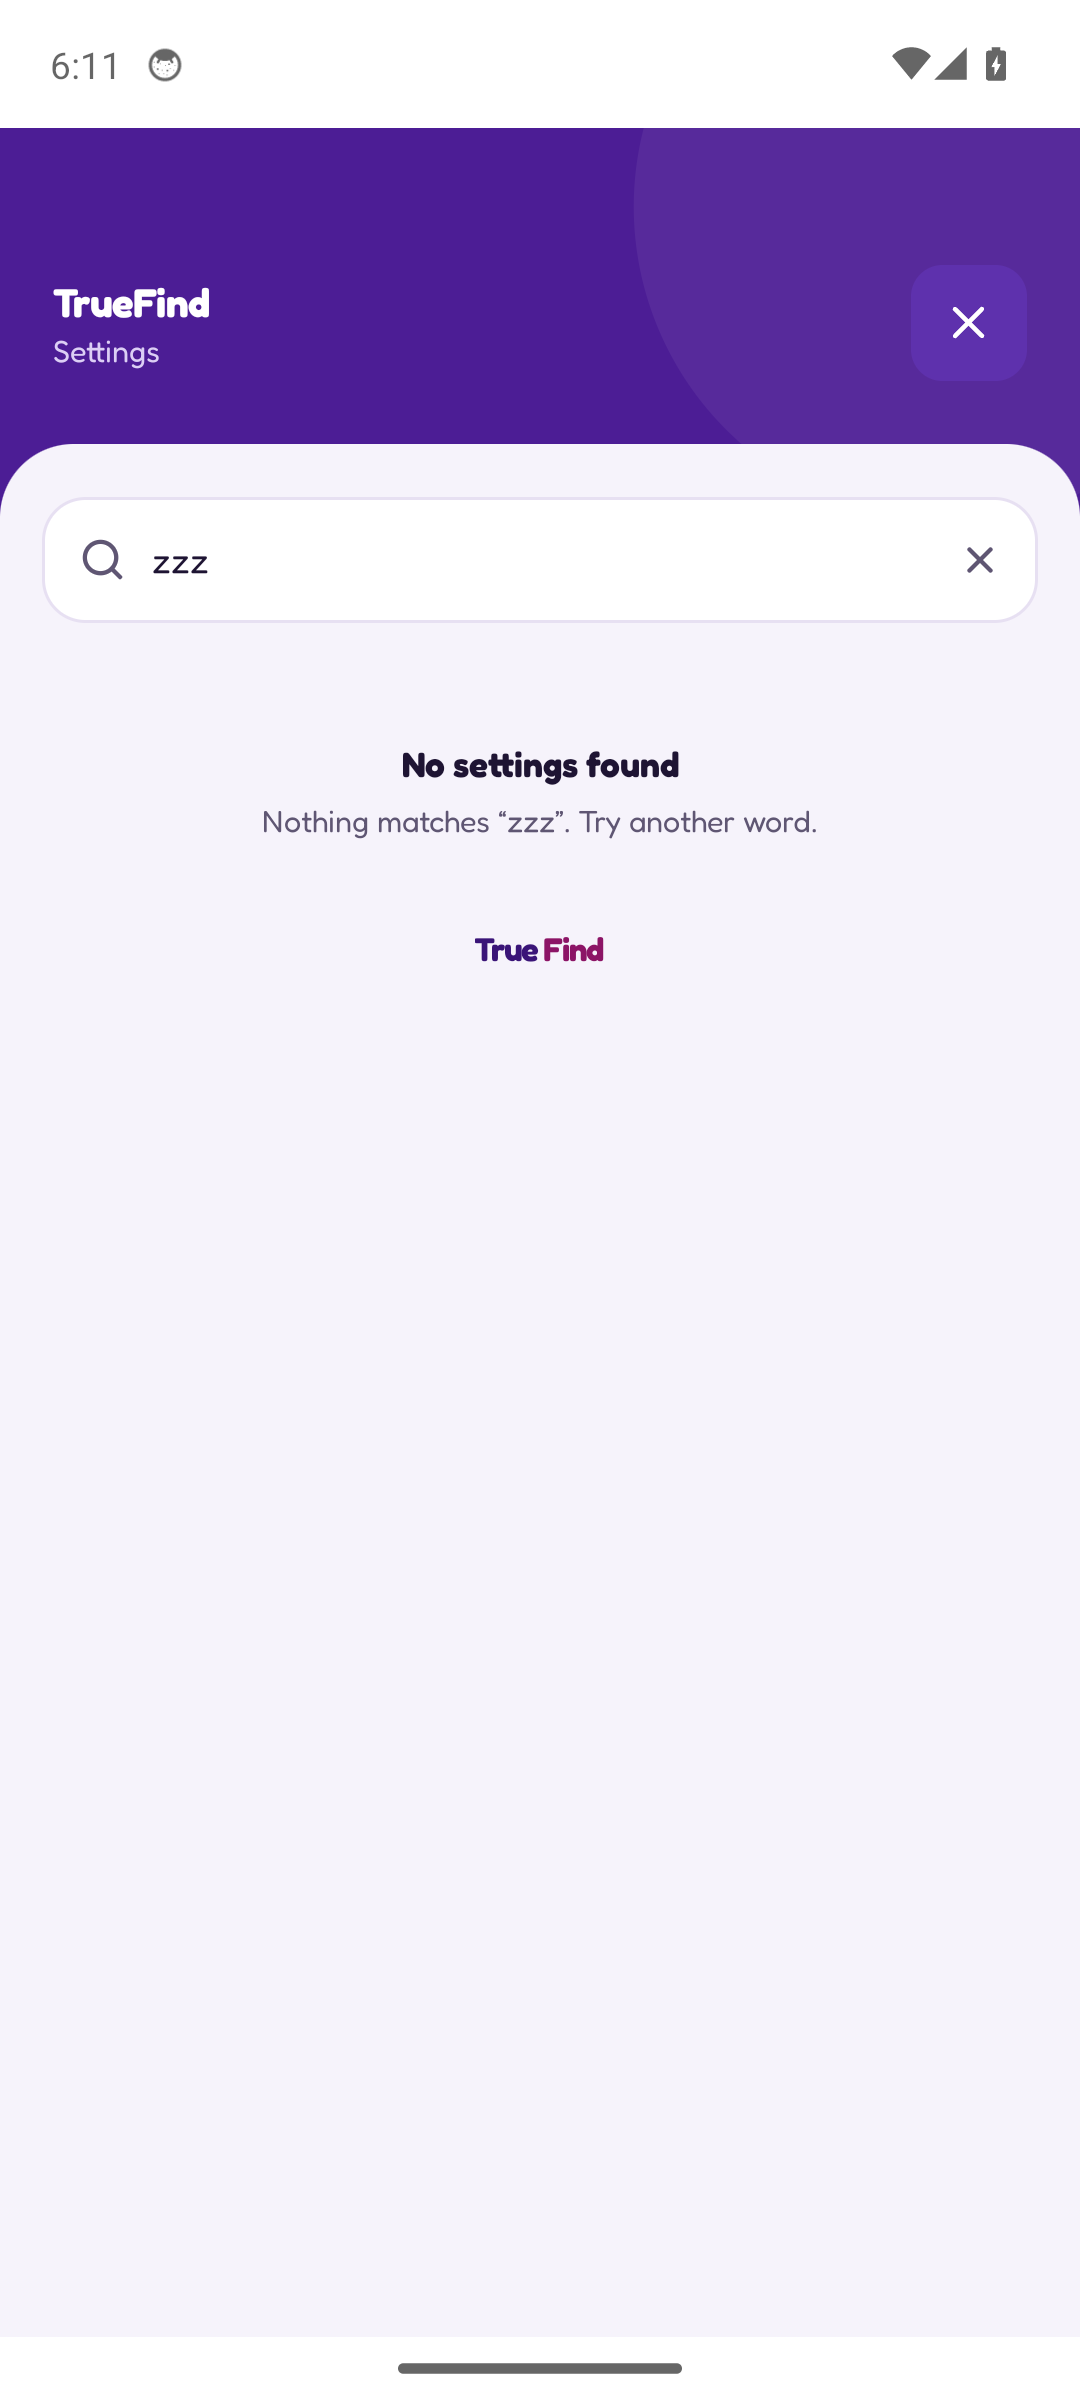 6:11
TrueFind
Settings
zzz
No settings found
Nothing matches “zzz”. Try another word.
True Find